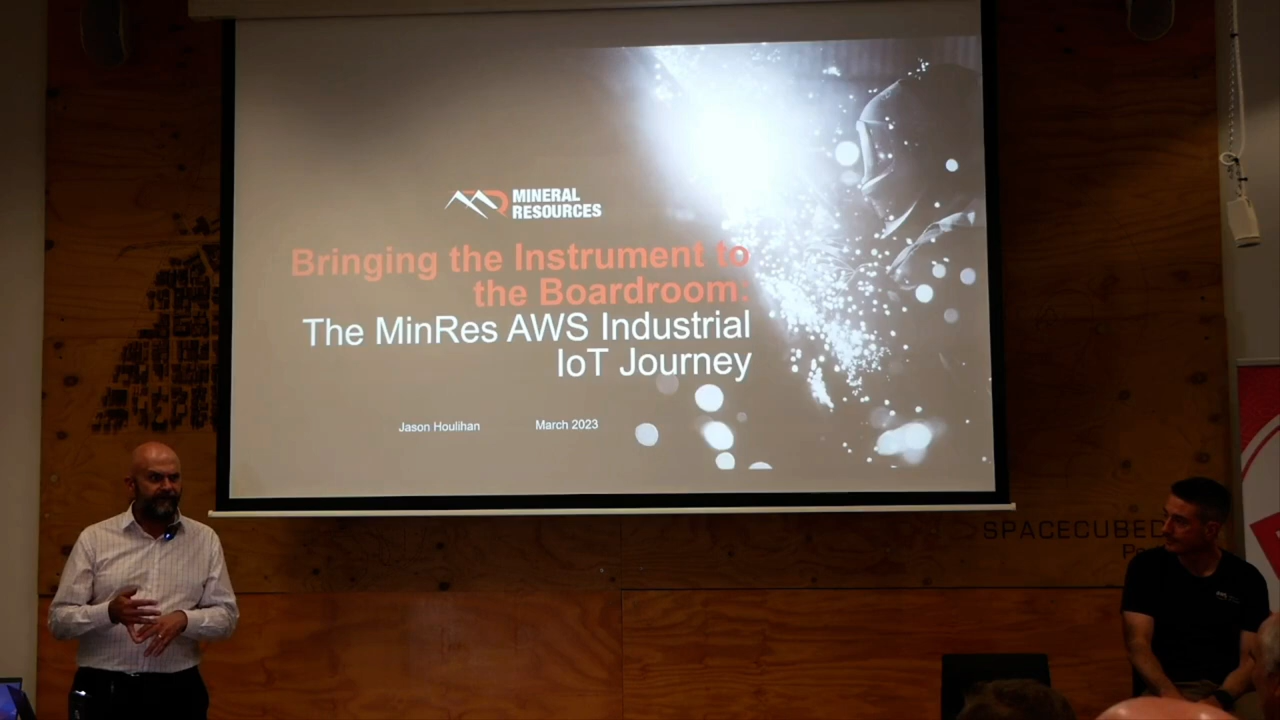 MINERAL
RESOURCES
Bringing the Instrument to
the Boardroom:
The MinRes AWS Industrial
IoT Journey
Jason Houlihan March 2023
SPACECUBED
aws